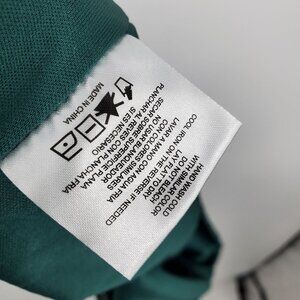 HAND WASH COLD
WITH SIMILAR COLOR
DO NOT BLEACH
LAY FLAT TO DRY
COOL IRON ON THE REVERSE IF NEEDED
LAVAR A MANO CON AGUA FRIA
CON COLORES SIMILARES
NO USAR BLANQUEADOR
SECAR SOBRE SUPERFICIE PLANA
PLANCHAR AL REVES CON PLANCHA FRIA
SI ES NECESARIO
MADE IN CHINA